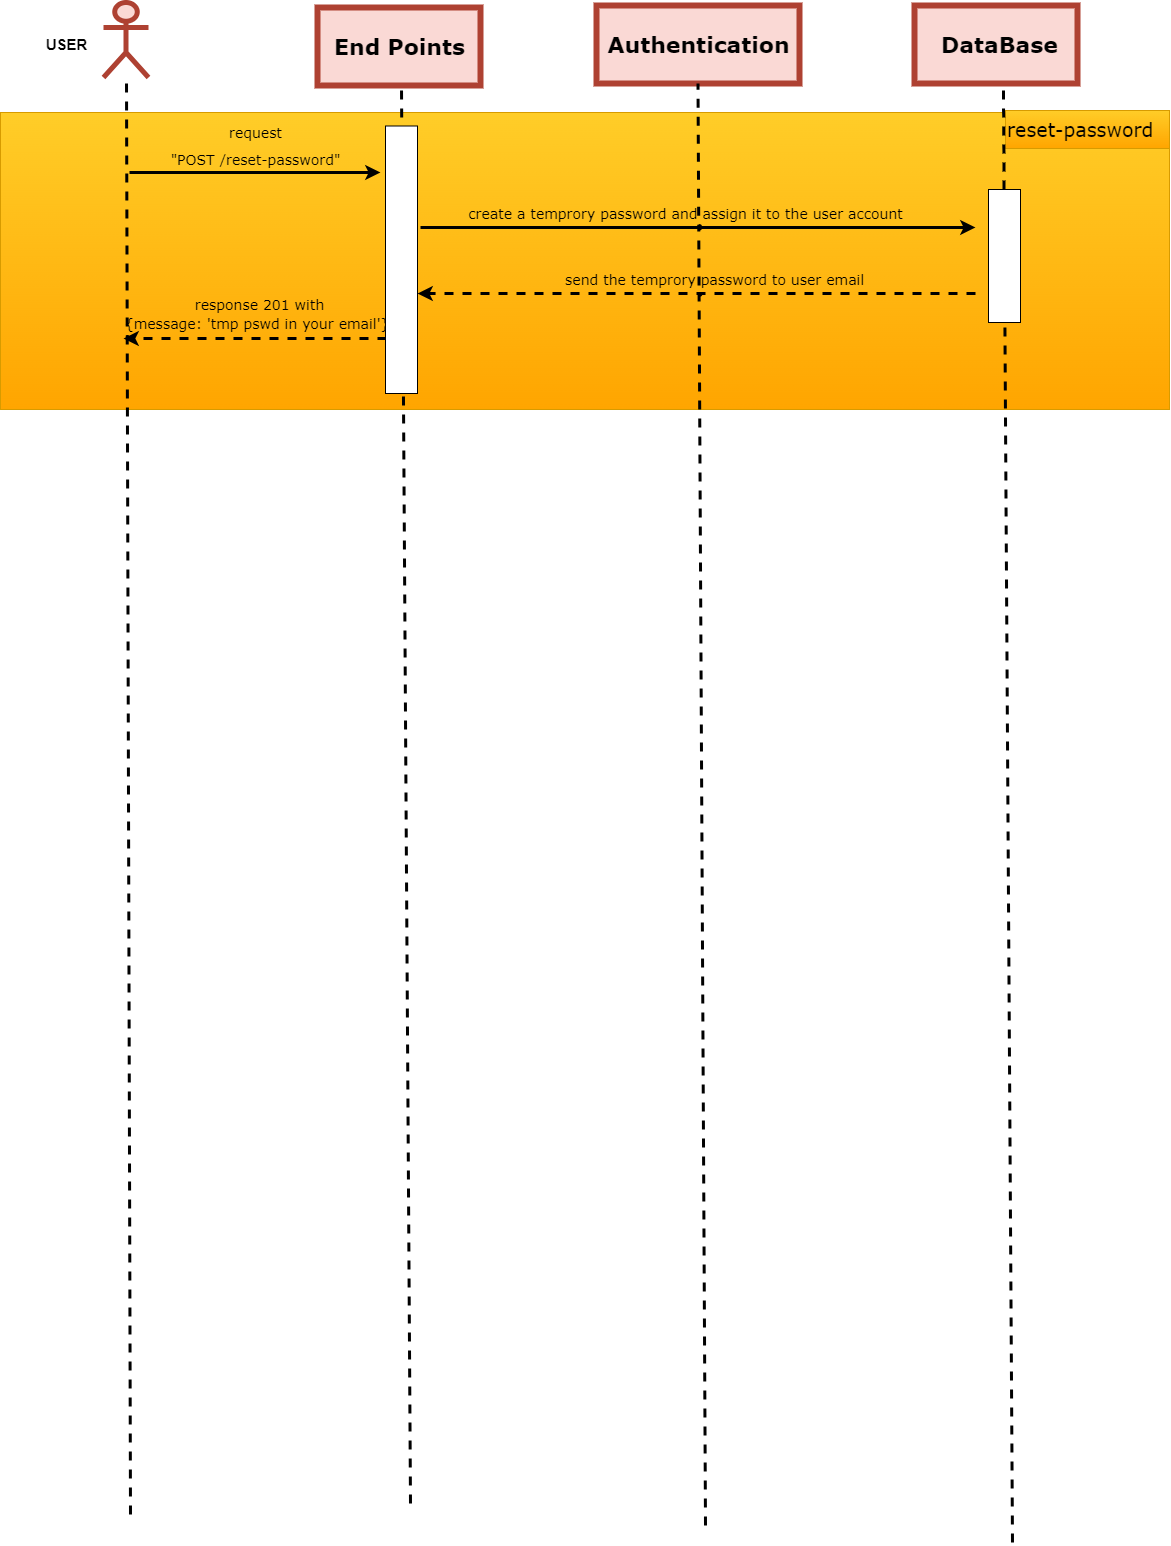 USER
End Points
Authentication
DataBase
reset-password
request
"POST /reset-password"
create a temprory password and assign it to the user account
send the temprory password to user email
response 201 with
{message: 'tmp pswd in your email'}